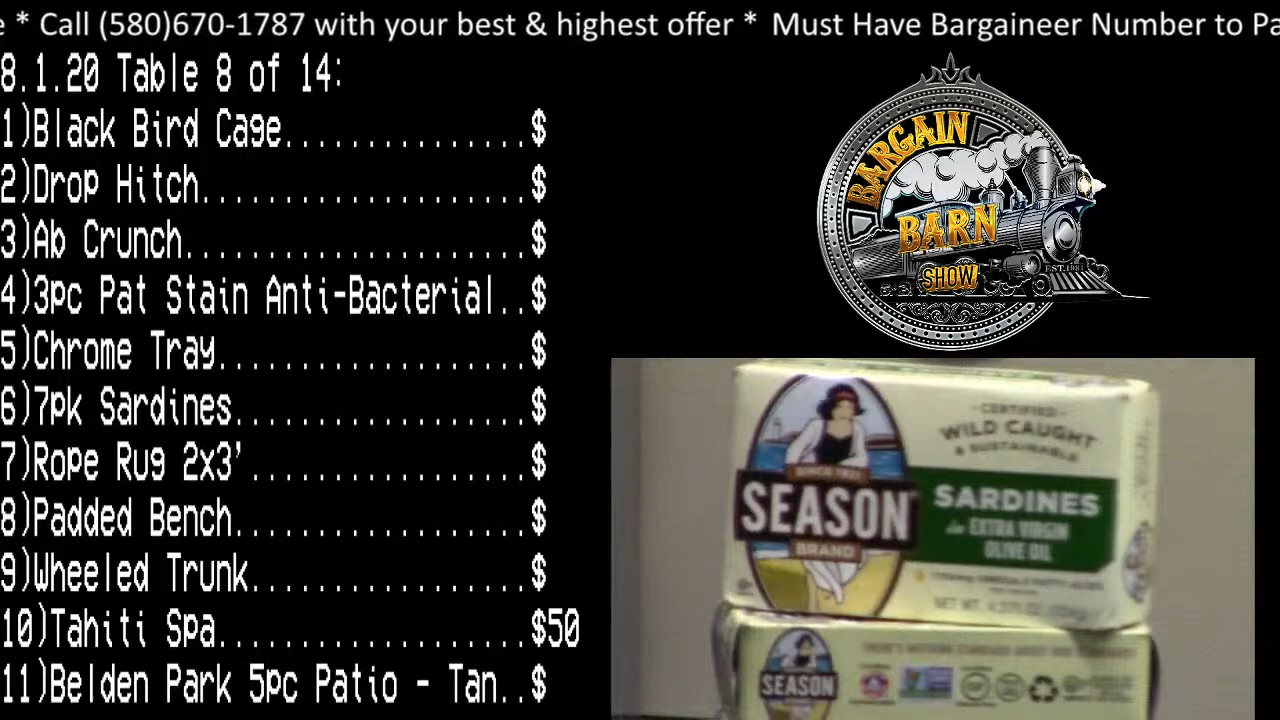 e * Call (580)670-1787 with your best & highest offer * Must Have Bargaineer Number to Pa
8.1.20 Table 8 of 14:
1)Black Bird Cage...............$
2)Drop Hitch....................$
3)Ab Crunch.....................$
4)3pc Pat Stain Anti-Bacterial..$
5)Chrome Tray...................$
6)7pk Sardines..................$
7)Rope Rug 2x3'.................$
8)Padded Bench..................$
9)Wheeled Trunk.................$
10)Tahiti Spa...................$50
11)Belden Park 5pc Patio - Tan..$
BARGAIN
BARN
SHOW
CERTIFIED
WILD CAUGHT
& SUSTAINABLE
SEASON
BRAND
SARDINES
in EXTRA VIRGIN
OLIVE OIL
NET WT.
SEASON